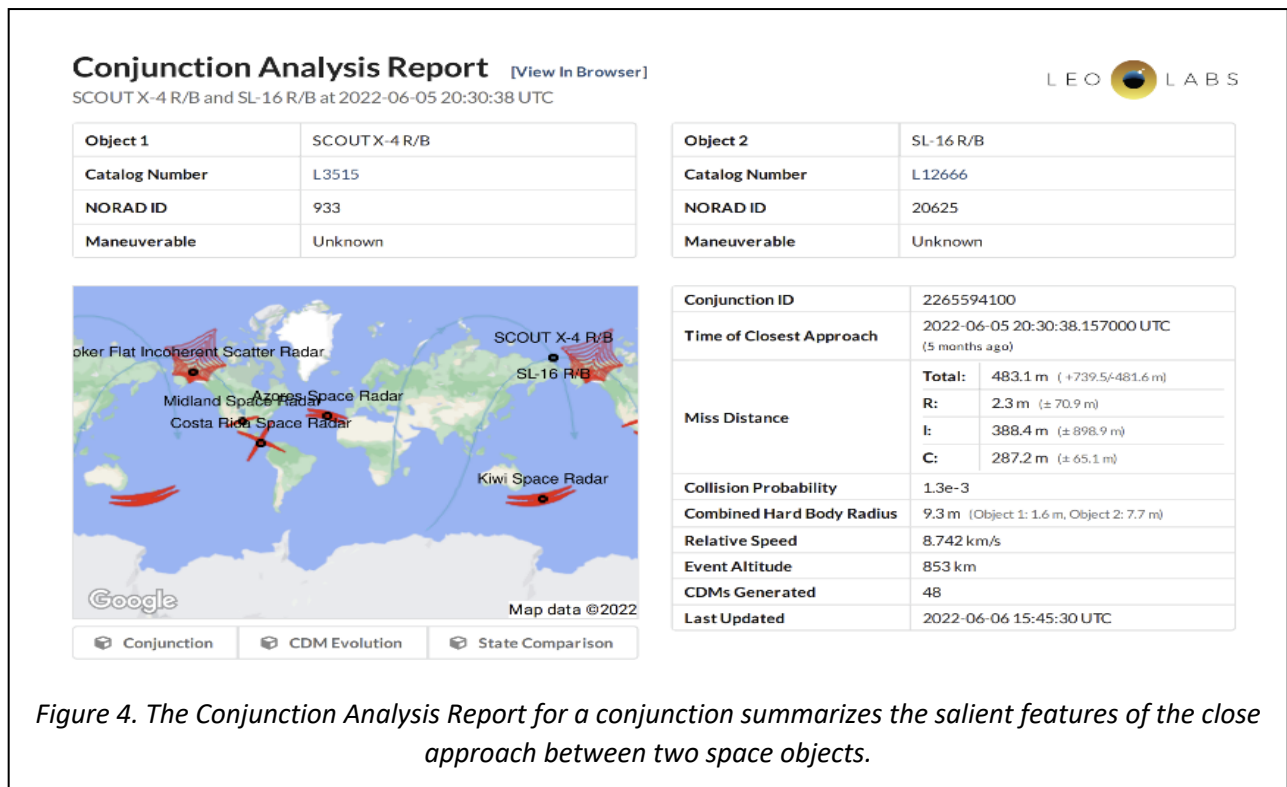 Conjunction Analysis Report [View In Browser]
SCOUT X-4 R/B and SL-16 R/B at 2022-06-05 20:30:38 UTC
LEO LABS
Object 1 SCOUT X-4 R/B
Catalog Number L3515
NORAD ID 933
Maneuverable Unknown
Object 2 SL-16 R/B
Catalog Number L12666
NORAD ID 20625
Maneuverable Unknown
SCOUT X-4 R/B
oker Flat Incoherent Scatter Radar
SL-16 R/B
Azores Space Radar
Midland Space Radar
Costa Rica Space Radar
Kiwi Space Radar
Google
Map data ©2022
Conjunction CDM Evolution State Comparison
Conjunction ID 2265594100
Time of Closest Approach 2022-06-05 20:30:38.157000 UTC
(5 months ago)
Miss Distance
Total: 483.1 m (+739.5/-481.6 m)
R: 2.3 m (± 70.9 m)
I: 388.4 m (± 898.9 m)
C: 287.2 m (± 65.1 m)
Collision Probability 1.3e-3
Combined Hard Body Radius 9.3 m (Object 1: 1.6 m, Object 2: 7.7 m)
Relative Speed 8.742 km/s
Event Altitude 853 km
CDMs Generated 48
Last Updated 2022-06-06 15:45:30 UTC
Figure 4. The Conjunction Analysis Report for a conjunction summarizes the salient features of the close
approach between two space objects.